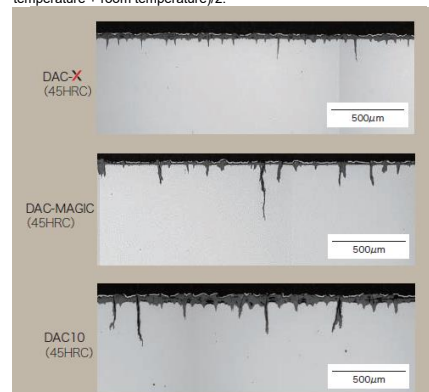 temperature+room temperature)/2.
DAC-X
(45HRC)
500μm
DAC-MAGIC
(45HRC)
500μm
DAC10
(45HRC)
500μm